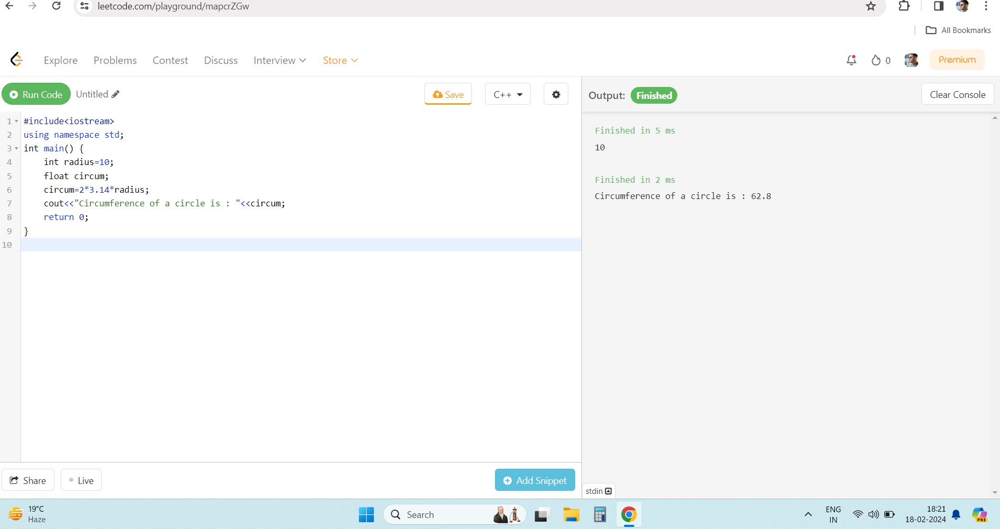 leetcode.com/playground/mapcrZGw
All Bookmarks
Explore Problems Contest Discuss Interview Store 0 Premium
Run Code Untitled Save C++ Output: Finished Clear Console
1 #include<iostream>
2 using namespace std;
3 int main() {
4 int radius=10;
5 float circum;
6 circum=2*3.14*radius;
7 cout<<"Circumference of a circle is : "<<circum;
8 return 0;
9 }
10
Finished in 5 ms
10
Finished in 2 ms
Circumference of a circle is : 62.8
Share Live Add Snippet stdin
19°C
Haze
Search
ENG
IN
18:21
18-02-2024
PRE